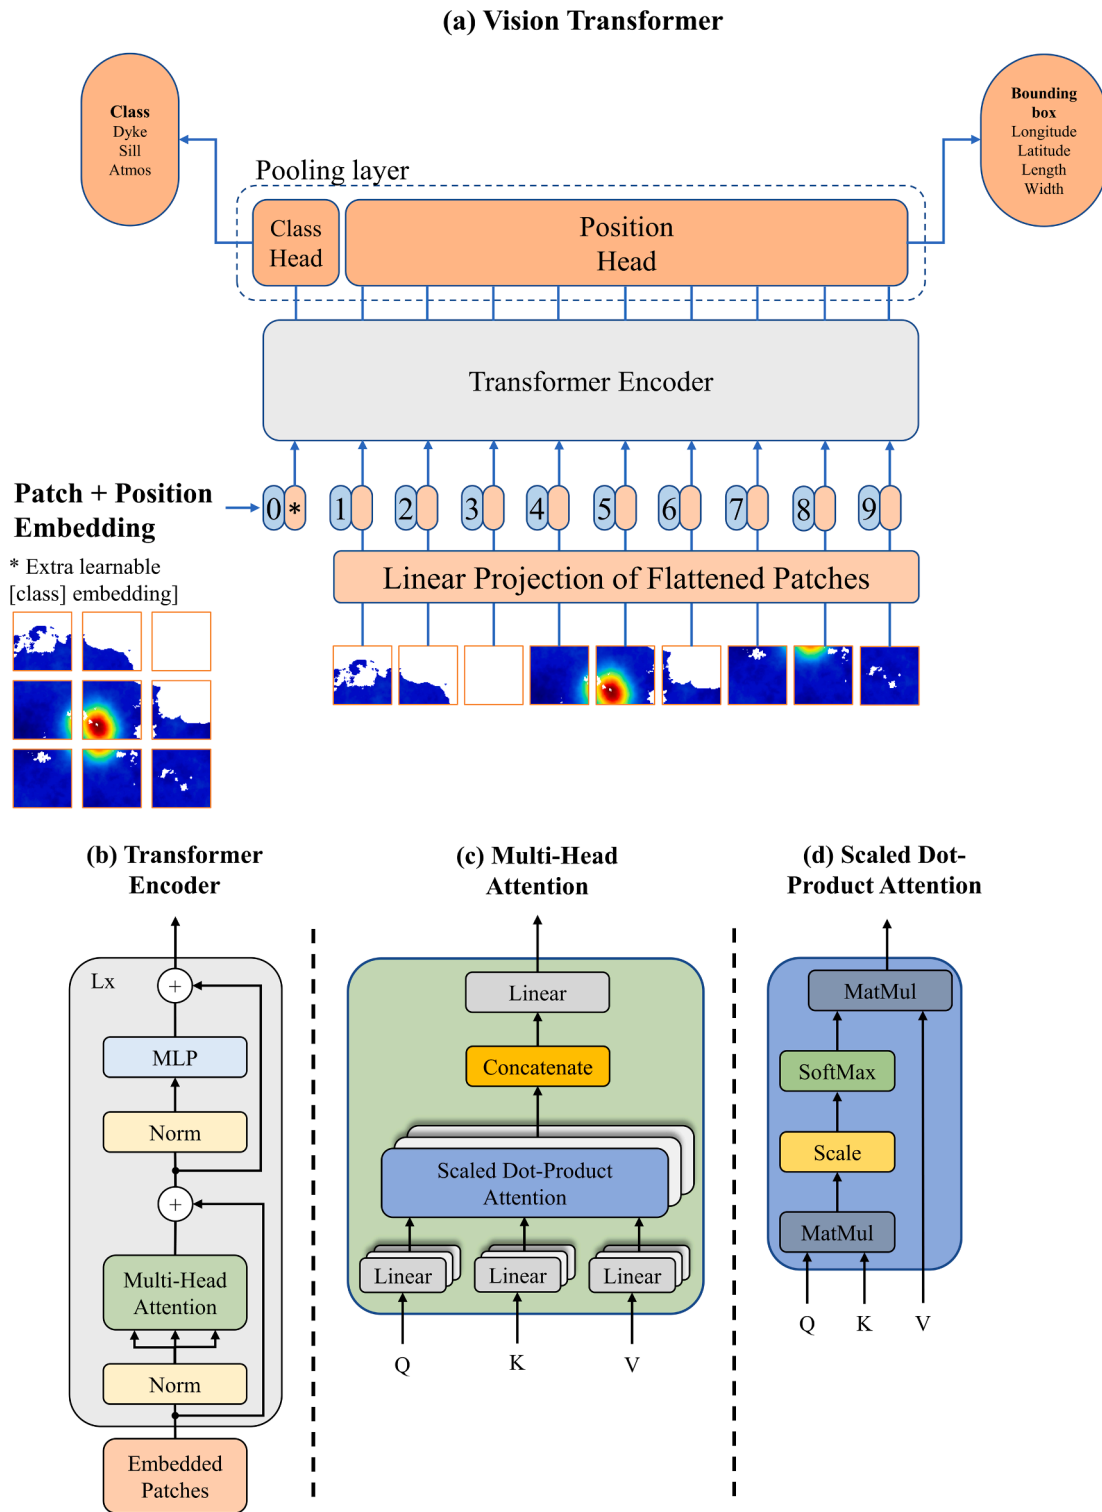 (a) Vision Transformer
Class
Dyke
Sill
Atmos
Bounding
box
Longitude
Latitude
Length
Width
Pooling layer
Class
Head
Position
Head
Transformer Encoder
Patch + Position
Embedding
0 * 1 2 3 4 5 6 7 8 9
* Extra learnable
[class] embedding]
Linear Projection of Flattened Patches
(b) Transformer
Encoder
Lx
+
MLP
Norm
+
Multi-Head
Attention
Norm
Embedded
Patches
(c) Multi-Head
Attention
Linear
Concatenate
Scaled Dot-Product
Attention
Linear Linear Linear
Q K V
(d) Scaled Dot-
Product Attention
MatMul
SoftMax
Scale
MatMul
Q K V